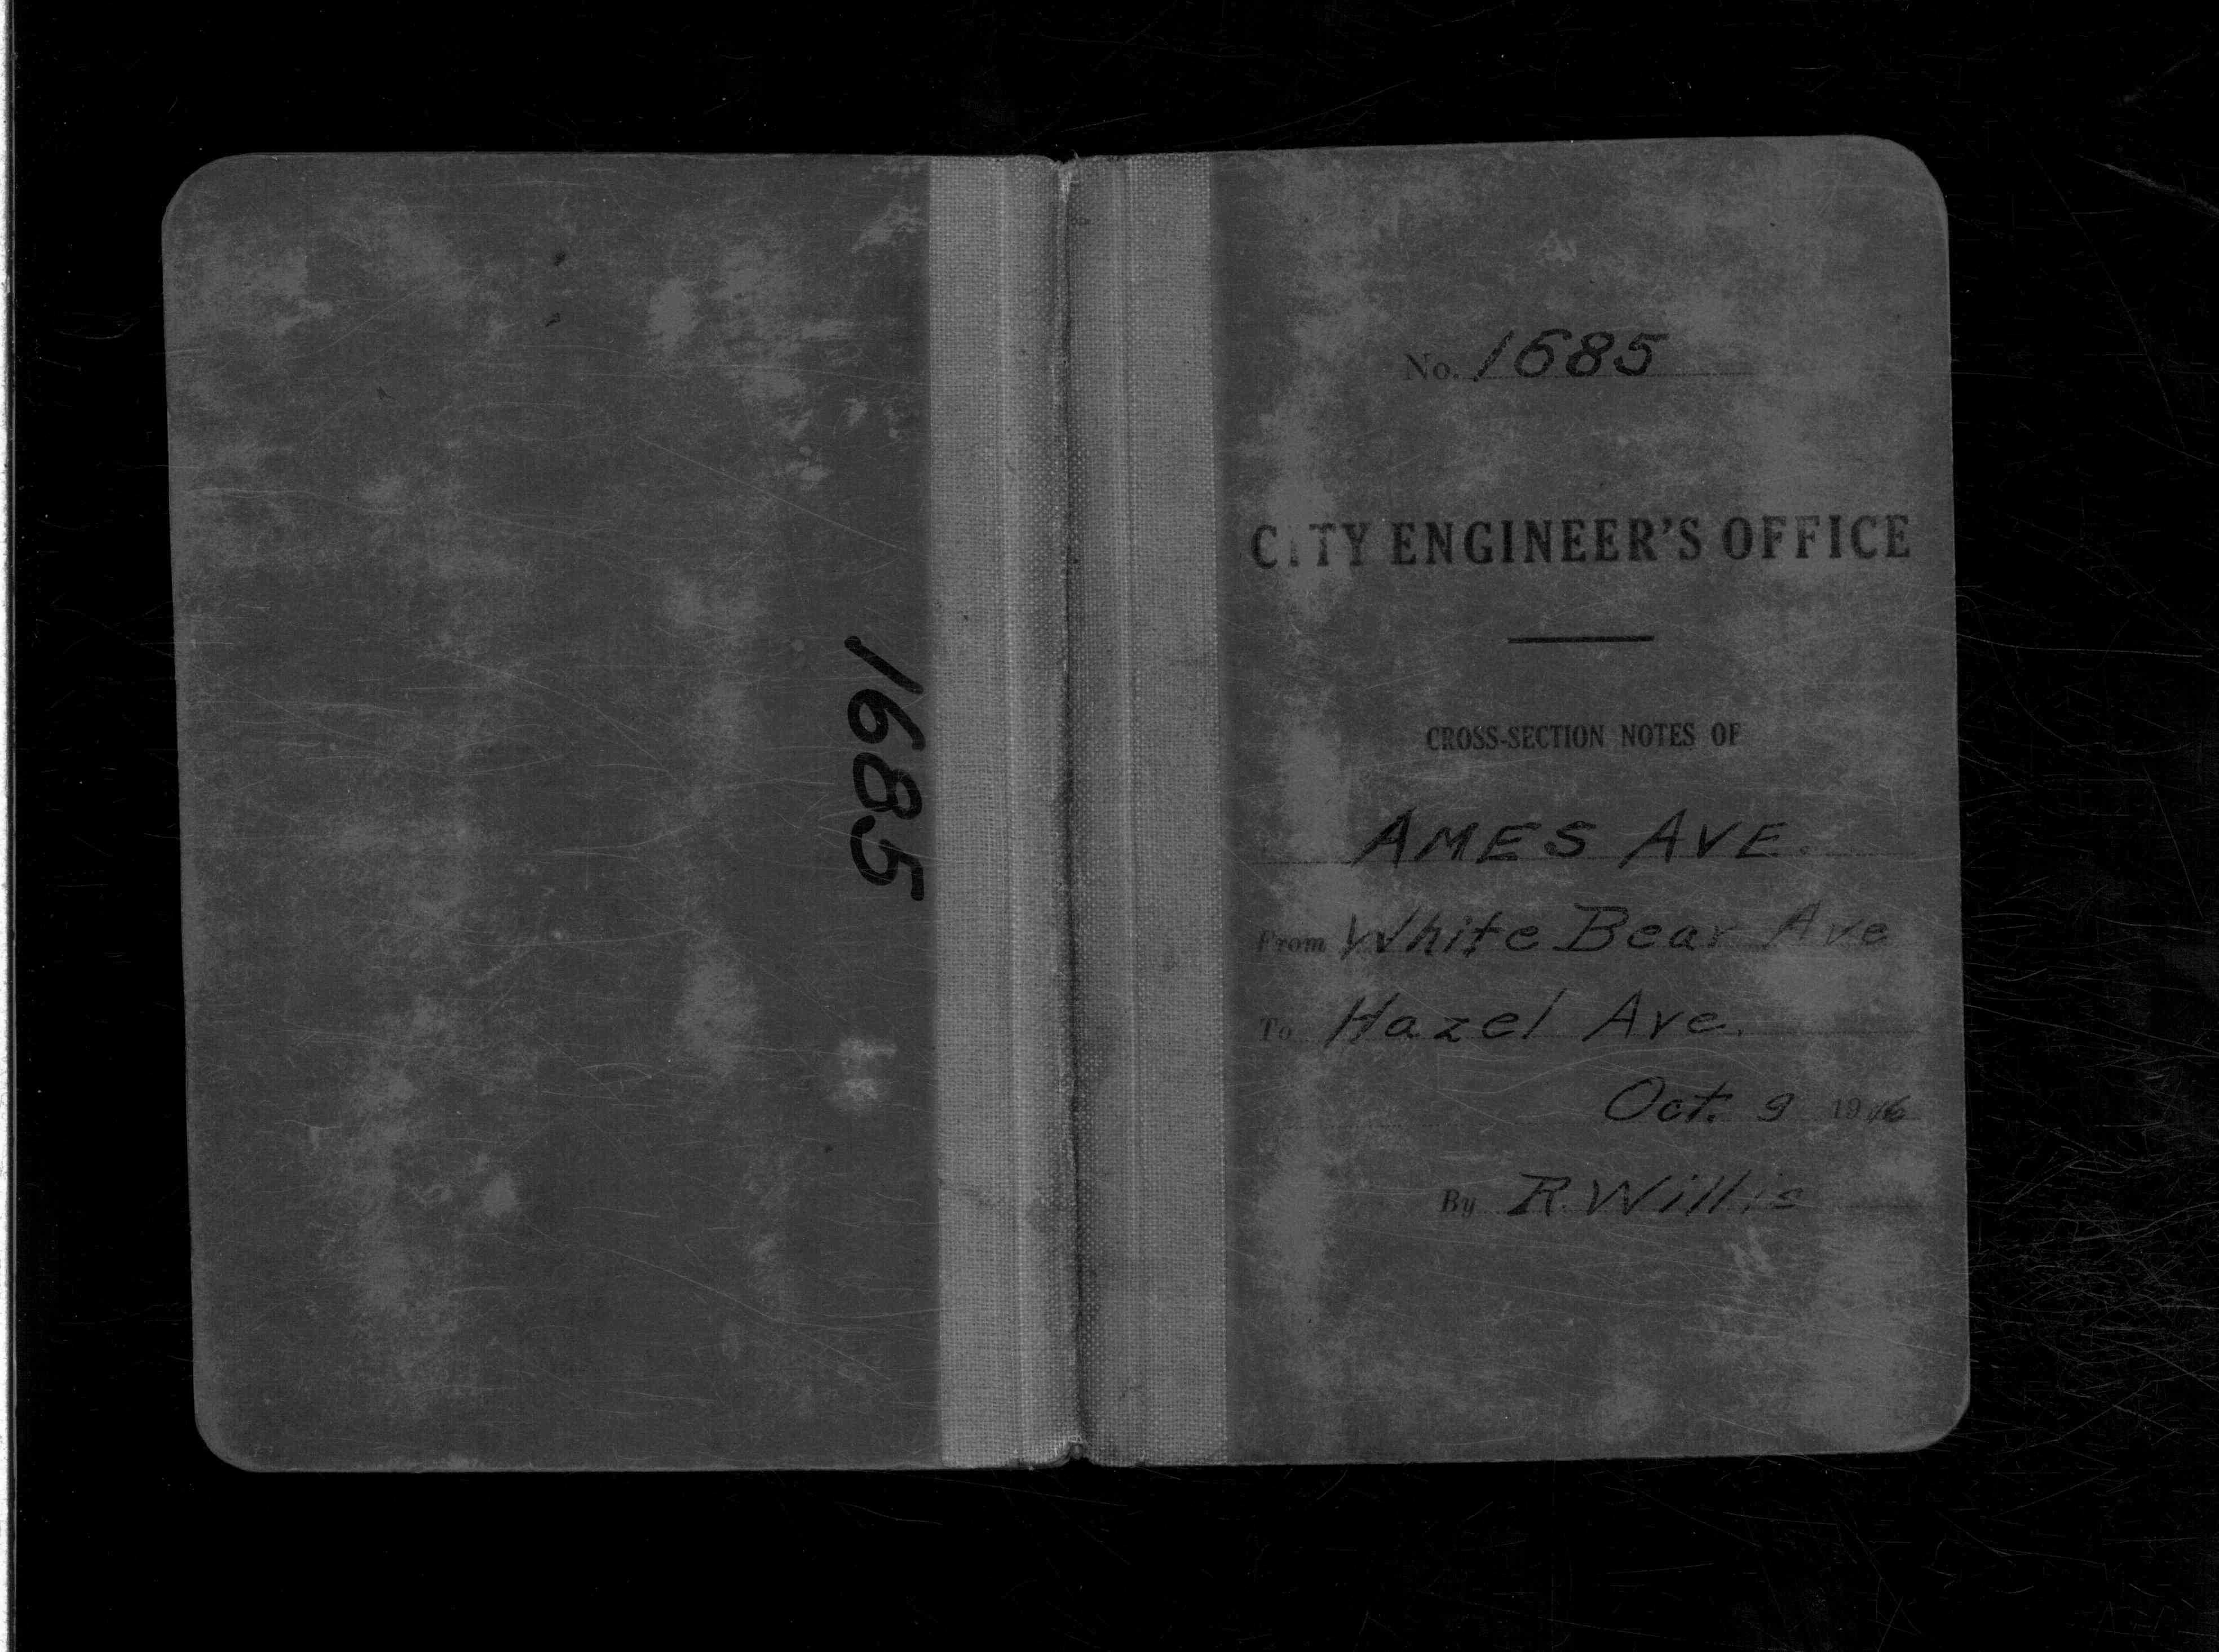 1685
No. 1685
CITY ENGINEER'S OFFICE
CROSS-SECTION NOTES OF
AMES AVE.
From White Bear Ave
To Hazel Ave.
Oct. 9 1946
By R. Willis